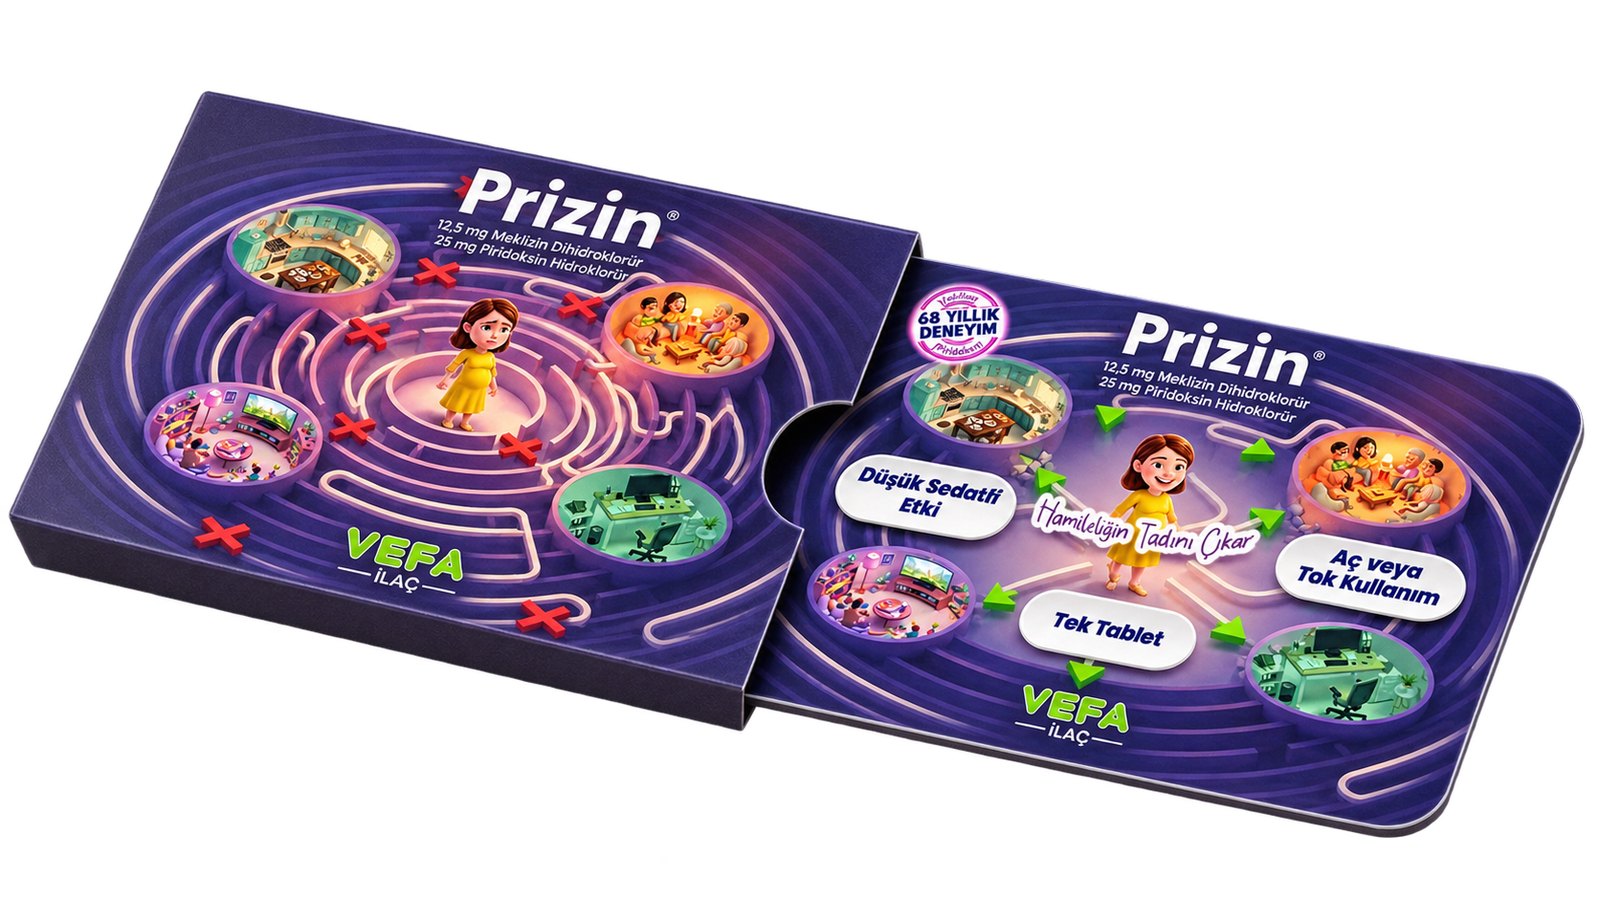 Prizin®
12,5 mg Meklizin Dihidroklorür
25 mg Piridoksin Hidroklorür
VEFA
İLAÇ
68 YILLIK
DENEYİM
Prizin®
12,5 mg Meklizin Dihidroklorür
25 mg Piridoksin Hidroklorür
Düşük Sedatif
Etki
Hamileliğin Tadını Çıkar
Aç veya
Tok Kullanım
Tek Tablet
VEFA
İLAÇ